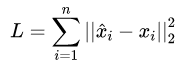 L = \sum_{i=1}^{n} ||\hat{x}_i - x_i||_2^2